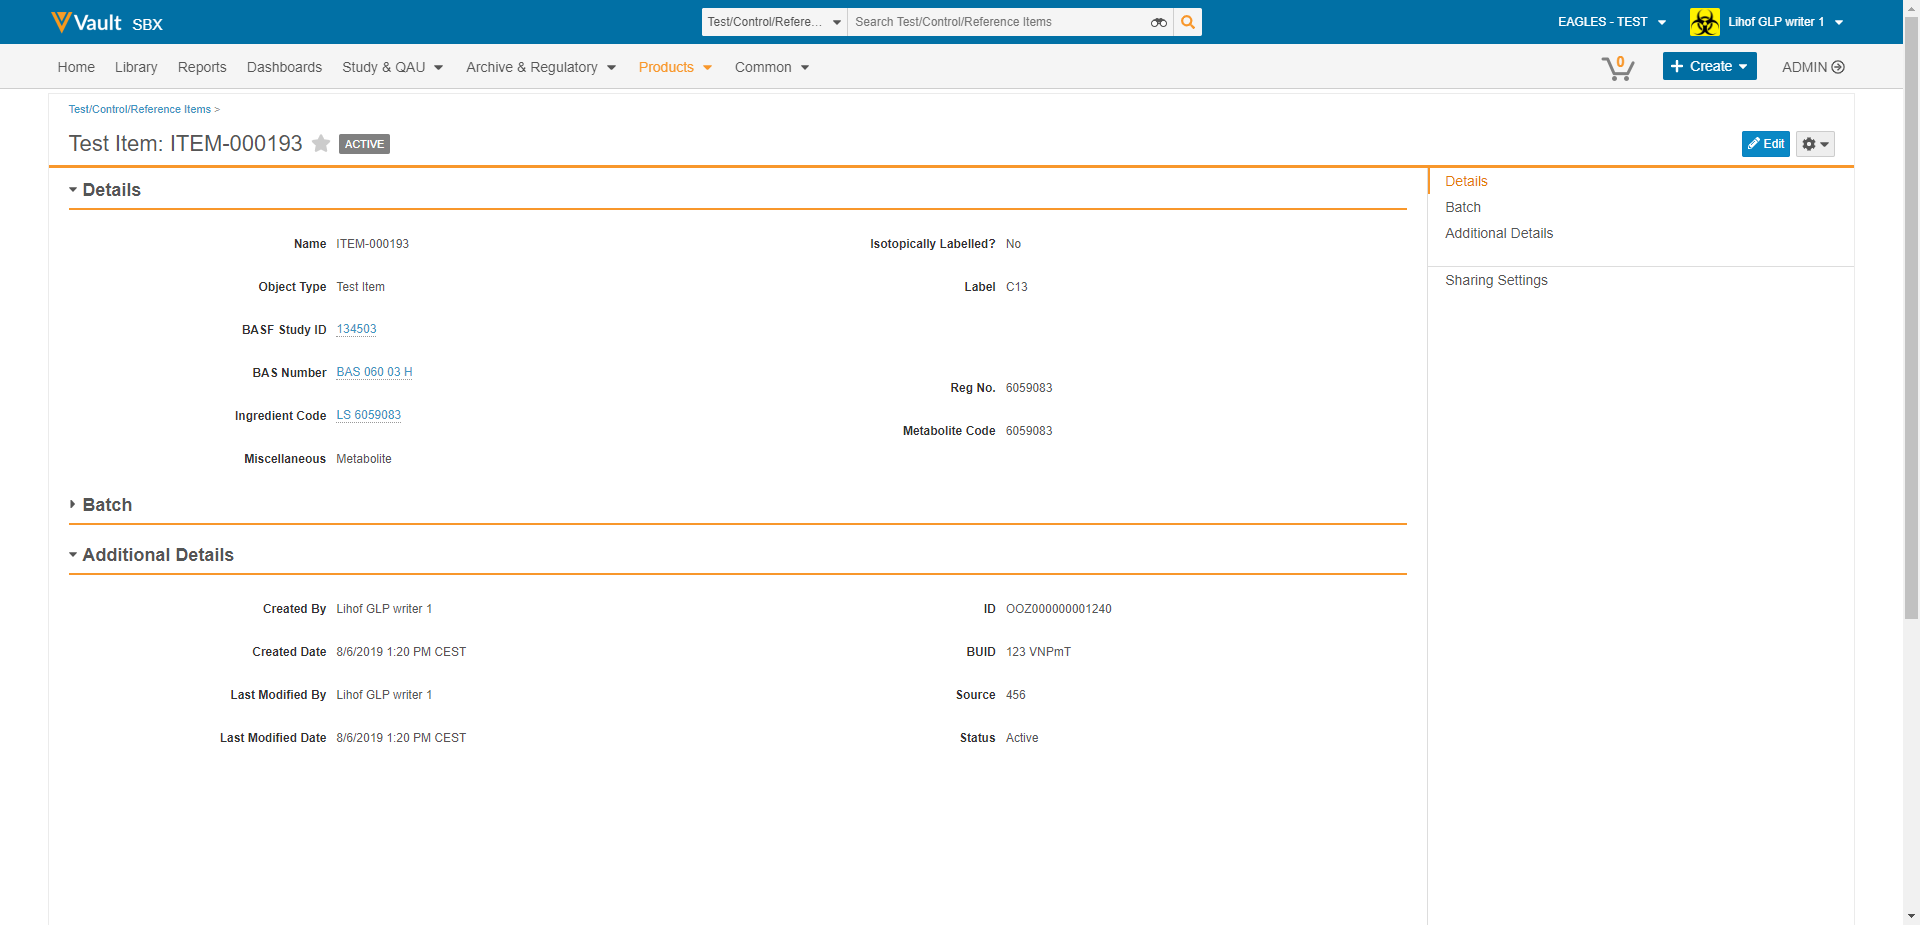 Vault SBX
Test/Control/Refere...
Search Test/Control/Reference Items
EAGLES - TEST
Lihof GLP writer 1
Home
Library
Reports
Dashboards
Study & QAU
Archive & Regulatory
Products
Common
0
+ Create
ADMIN
Test/Control/Reference Items >
Test Item: ITEM-000193
ACTIVE
Edit
Details
Name ITEM-000193
Isotopically Labelled? No
Object Type Test Item
Label C13
BASF Study ID 134503
BAS Number BAS 060 03 H
Reg No. 6059083
Ingredient Code LS 6059083
Metabolite Code 6059083
Miscellaneous Metabolite
Batch
Additional Details
Created By Lihof GLP writer 1
ID OOZ000000001240
Created Date 8/6/2019 1:20 PM CEST
BUID 123 VNPmT
Last Modified By Lihof GLP writer 1
Source 456
Last Modified Date 8/6/2019 1:20 PM CEST
Status Active
Details
Batch
Additional Details
Sharing Settings